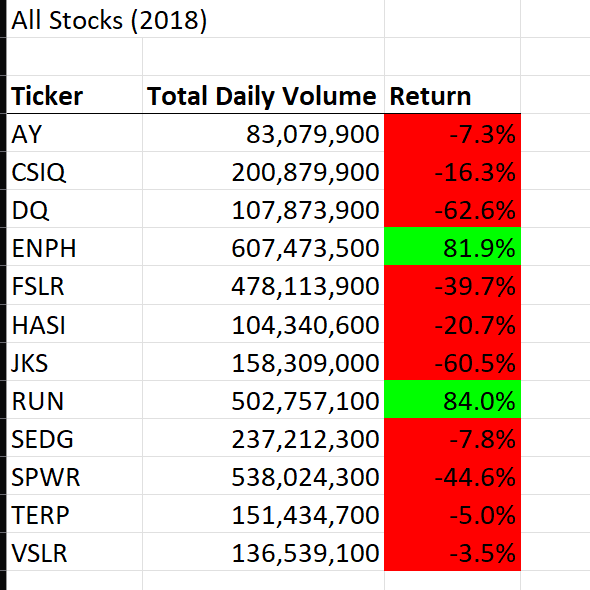 All Stocks (2018)
Ticker Total Daily Volume Return
AY 83,079,900 -7.3%
CSIQ 200,879,900 -16.3%
DQ 107,873,900 -62.6%
ENPH 607,473,500 81.9%
FSLR 478,113,900 -39.7%
HASI 104,340,600 -20.7%
JKS 158,309,000 -60.5%
RUN 502,757,100 84.0%
SEDG 237,212,300 -7.8%
SPWR 538,024,300 -44.6%
TERP 151,434,700 -5.0%
VSLR 136,539,100 -3.5%